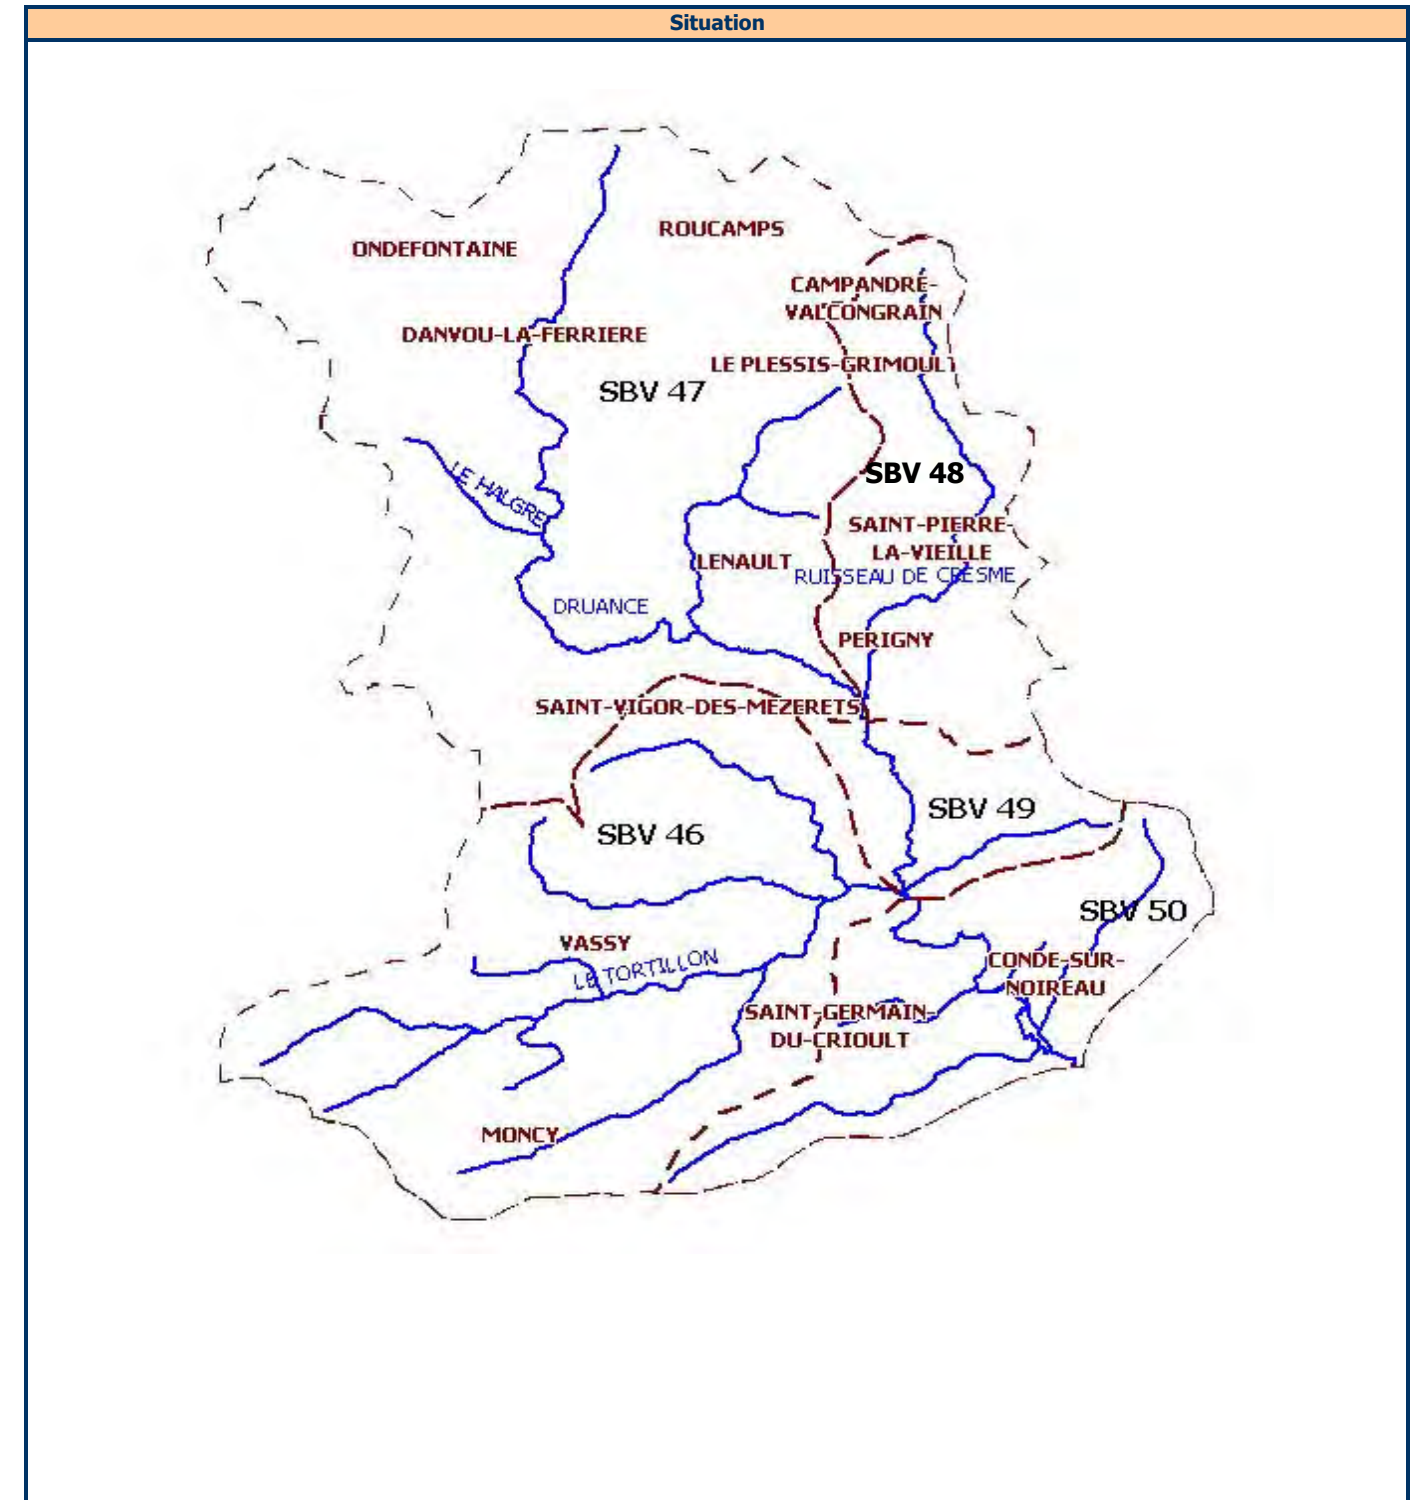 Situation
ROUCAMPS
ONDEFONTAINE
CAMPANDRÉ-
VALCONGRAIN
DANVOU-LA-FERRIERE
LE PLESSIS-GRIMOULT
SBV 47
SBV 48
LE HALGRE
SAINT-PIERRE-
LA-VIEILLE
LENAULT
RUISSEAU DE CRESME
DRUANCE
PERIGNY
SAINT-VIGOR-DES-MEZERETS
SBV 49
SBV 46
SBV 50
VASSY
LE TORTILLON
CONDE-SUR-
NOIREAU
SAINT-GERMAIN-
DU-CRIOULT
MONCY